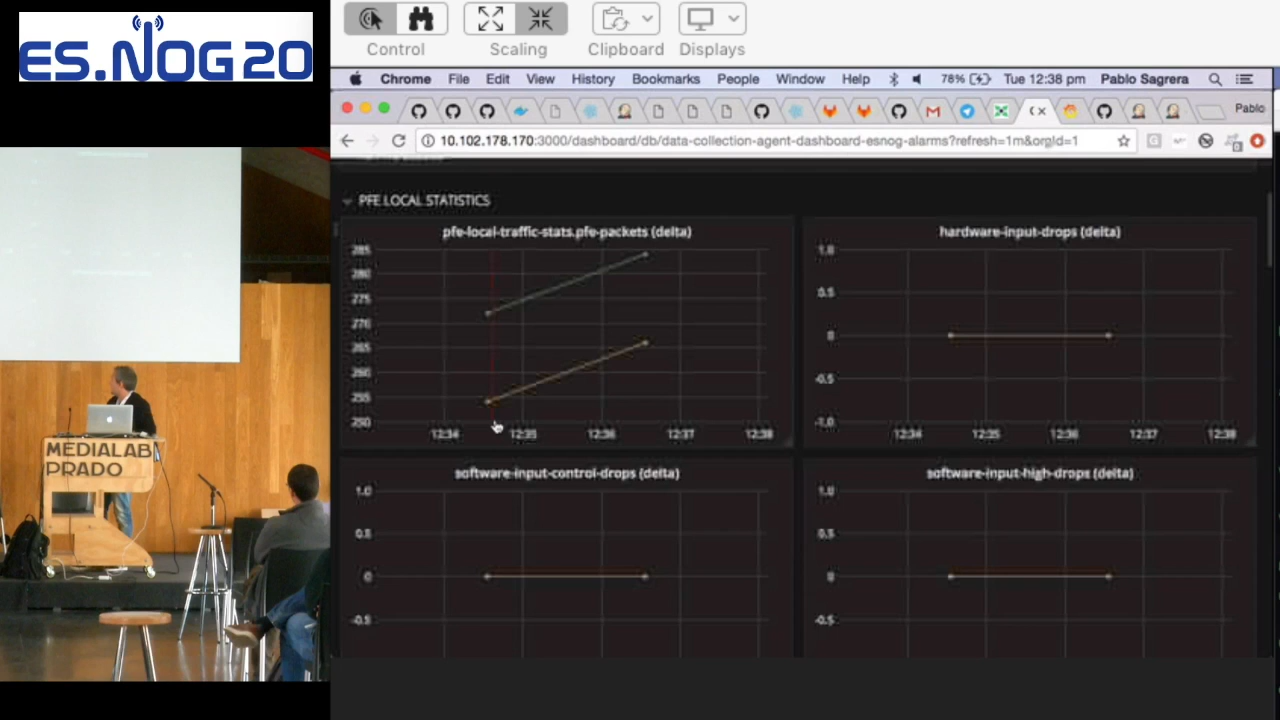 ES.NOG20
MEDIALAB
PRADO
Control
Scaling
Clipboard
Displays
Chrome File Edit View History Bookmarks People Window Help 78% Tue 12:38 pm Pablo Sagrera
Pablo
10.102.178.170:3000/dashboard/db/data-collection-agent-dashboard-esnog-alarms?refresh=1m&orgId=1
PFE LOCAL STATISTICS
pfe-local-traffic-stats.pfe-packets (delta)
285
280
275
270
265
255
250
12:34 12:35 12:36 12:37 12:38
hardware-input-drops (delta)
1.0
0.5
0
-0.5
-1.0
12:34 12:35 12:36 12:37 12:38
software-input-control-drops (delta)
1.0
0.5
0
-0.5
software-input-high-drops (delta)
1.0
0.5
0
-0.5